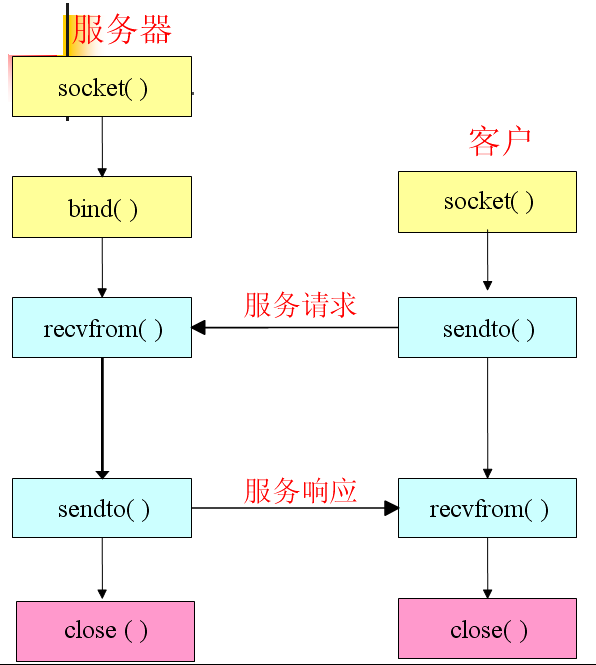 服务器
socket( )
客户
bind( )
socket( )
服务请求
recvfrom( )
sendto( )
服务响应
sendto( )
recvfrom( )
close ( )
close( )